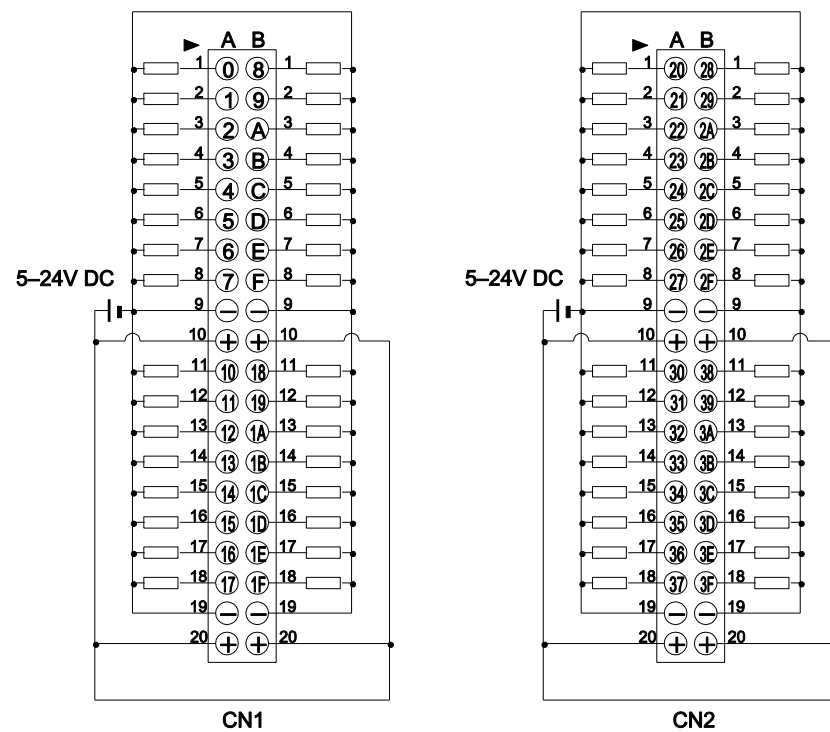 A B
1 0 8 1
2 1 9 2
3 2 A 3
4 3 B 4
5 4 C 5
6 5 D 6
7 6 E 7
8 7 F 8
5–24V DC
9 − − 9
10 + + 10
11 10 18 11
12 11 19 12
13 12 1A 13
14 13 1B 14
15 14 1C 15
16 15 1D 16
17 16 1E 17
18 17 1F 18
19 − − 19
20 + + 20
CN1
A B
1 20 28 1
2 21 29 2
3 22 2A 3
4 23 2B 4
5 24 2C 5
6 25 2D 6
7 26 2E 7
8 27 2F 8
5–24V DC
9 − − 9
10 + + 10
11 30 38 11
12 31 39 12
13 32 3A 13
14 33 3B 14
15 34 3C 15
16 35 3D 16
17 36 3E 17
18 37 3F 18
19 − − 19
20 + + 20
CN2